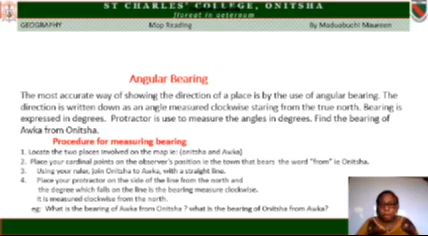 ST CHARLES' COLLEGE, ONITSHA
floreat in aeternum
GEOGRAPHY Map Reading By Maduabuchi Maureen
Angular Bearing
The most accurate way of showing the direction of a place is by the use of angular bearing. The
direction is written down as an angle measured clockwise staring from the true north. Bearing is
expressed in degrees. Protractor is use to measure the angles in degrees. Find the bearing of
Awka from Onitsha.
Procedure for measuring bearing
1. Locate the two places involved on the map ie: (onitsha and Awka)
2. Place your cardinal points on the observer's position ie the town that bears the word "from" ie Onitsha.
3. Using your ruler, join Onitsha to Awka, with a straight line.
4. Place your protractor on the side of the line from the north and
the degree which falls on the line is the bearing measure clockwise.
it is measured clockwise from the north.
eg: What is the bearing of Awka from Onitsha ? what is the bearing of Onitsha from Awka?